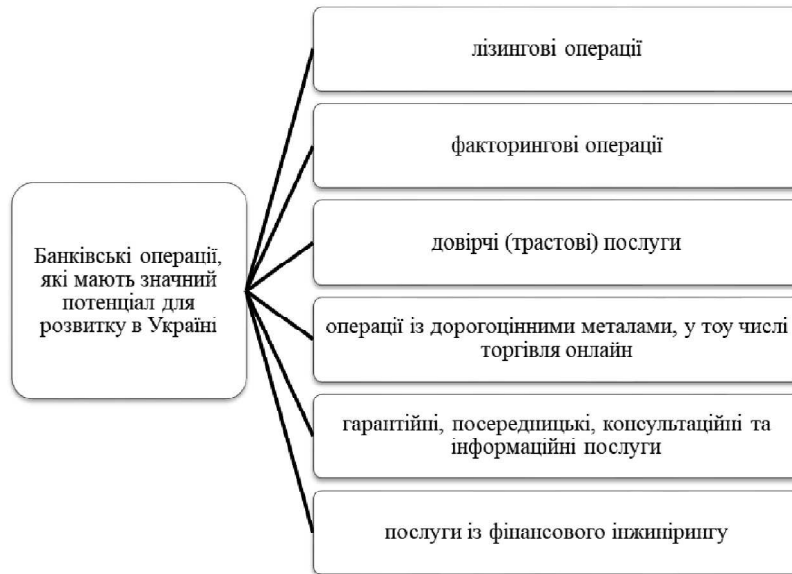 Банківські операції,
які мають значний
потенціал для
розвитку в Україні
лізингові операції
факторингові операції
довірчі (трастові) послуги
операції із дорогоцінними металами, у тоу числі
торгівля онлайн
гарантійні, посередницькі, консультаційні та
інформаційні послуги
послуги із фінансового інжинірингу